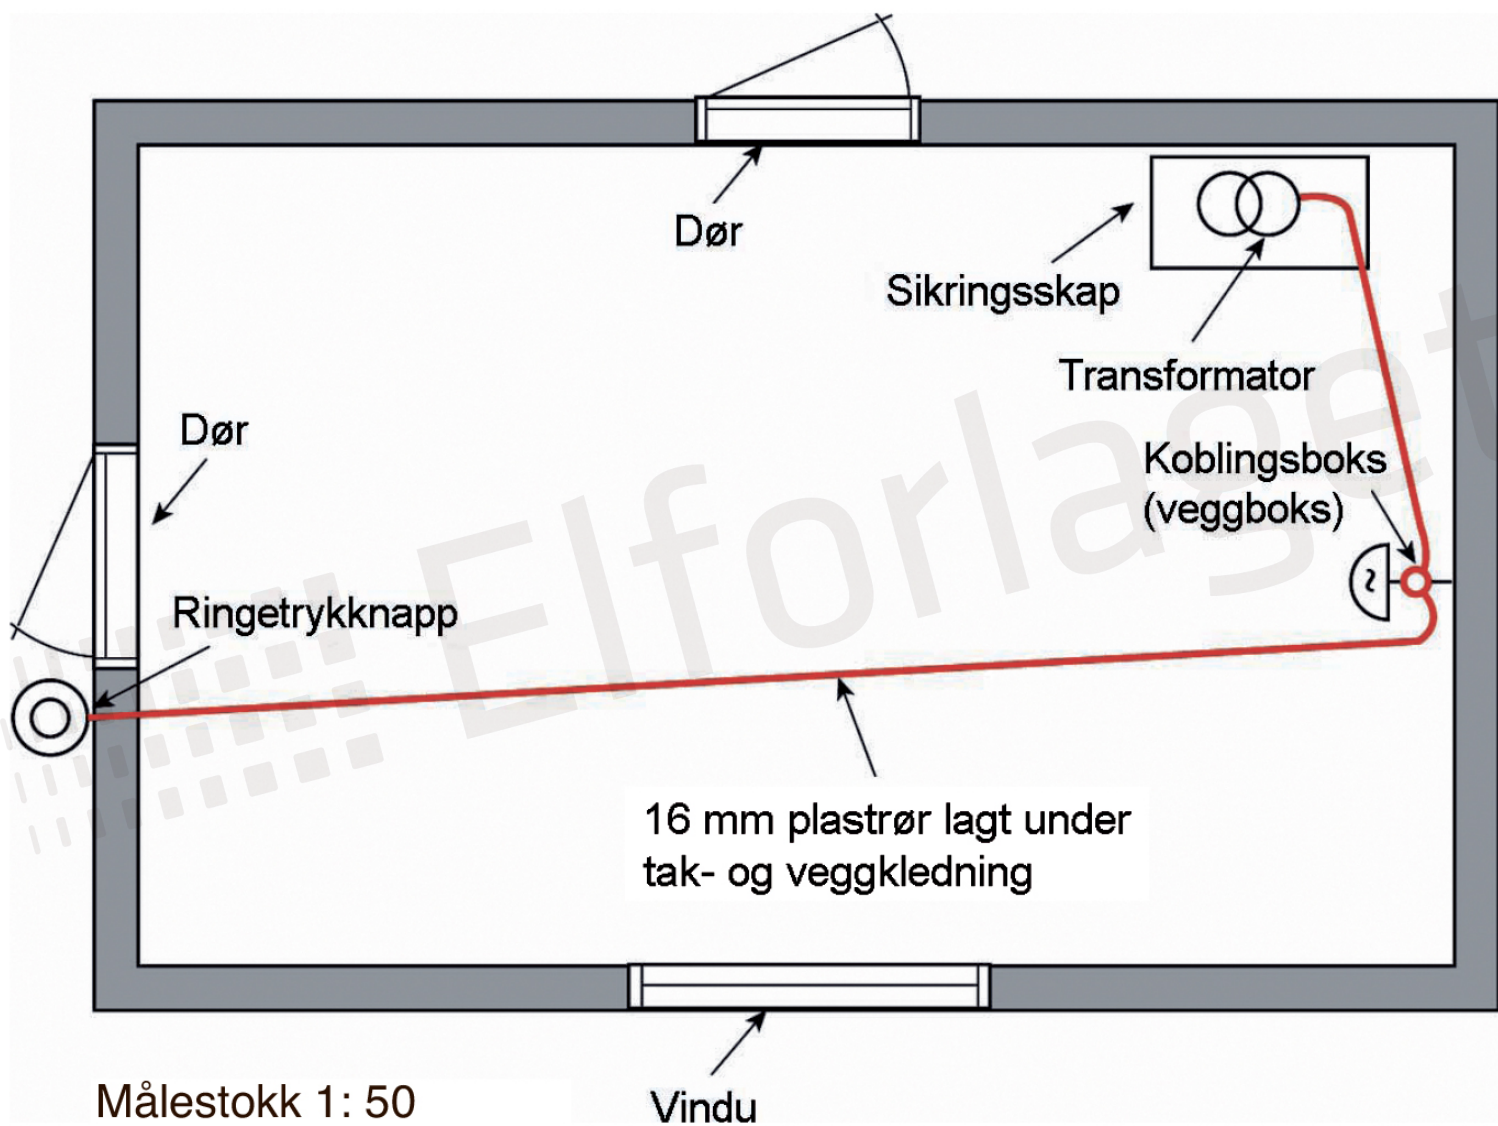 Dør
Sikringsskap
Transformator
Dør
Koblingsboks
(veggboks)
Ringetrykknapp
16 mm plastrør lagt under
tak- og veggkledning
Målestokk 1: 50
Vindu
Elforlaget